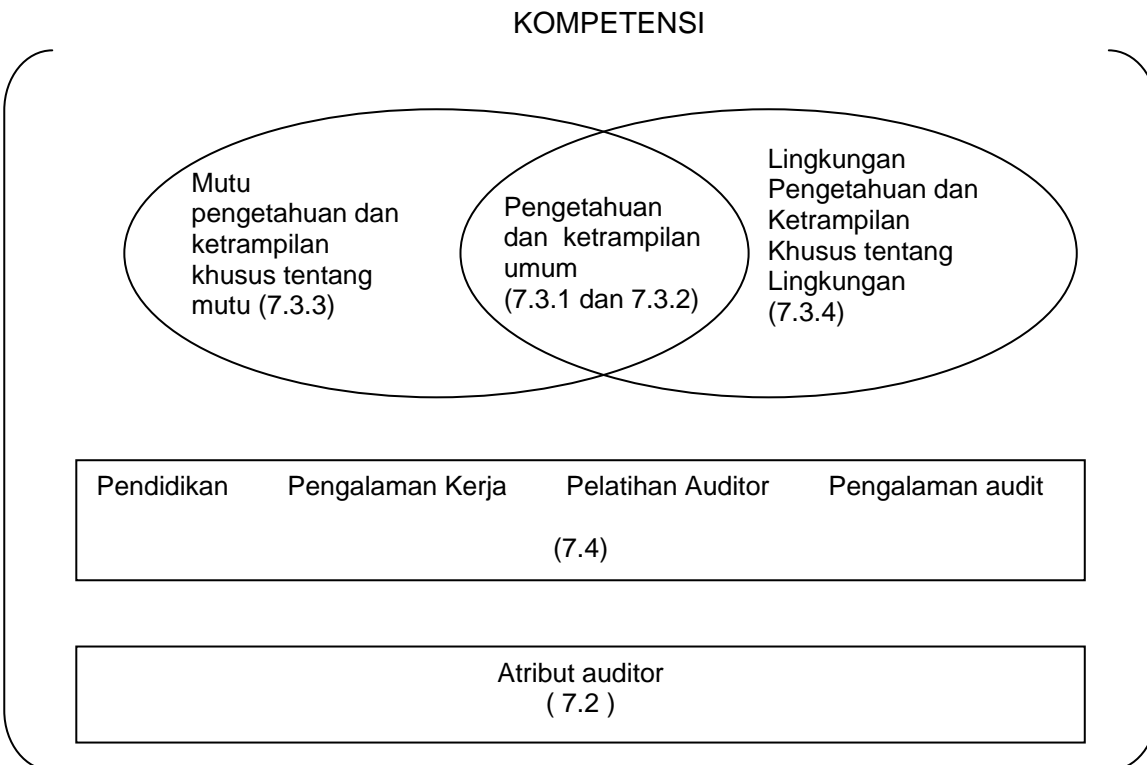 KOMPETENSI
Mutu
pengetahuan dan
ketrampilan
khusus tentang
mutu (7.3.3)
Pengetahuan
dan ketrampilan
umum
(7.3.1 dan 7.3.2)
Lingkungan
Pengetahuan dan
Ketrampilan
Khusus tentang
Lingkungan
(7.3.4)
Pendidikan Pengalaman Kerja Pelatihan Auditor Pengalaman audit
(7.4)
Atribut auditor
( 7.2 )